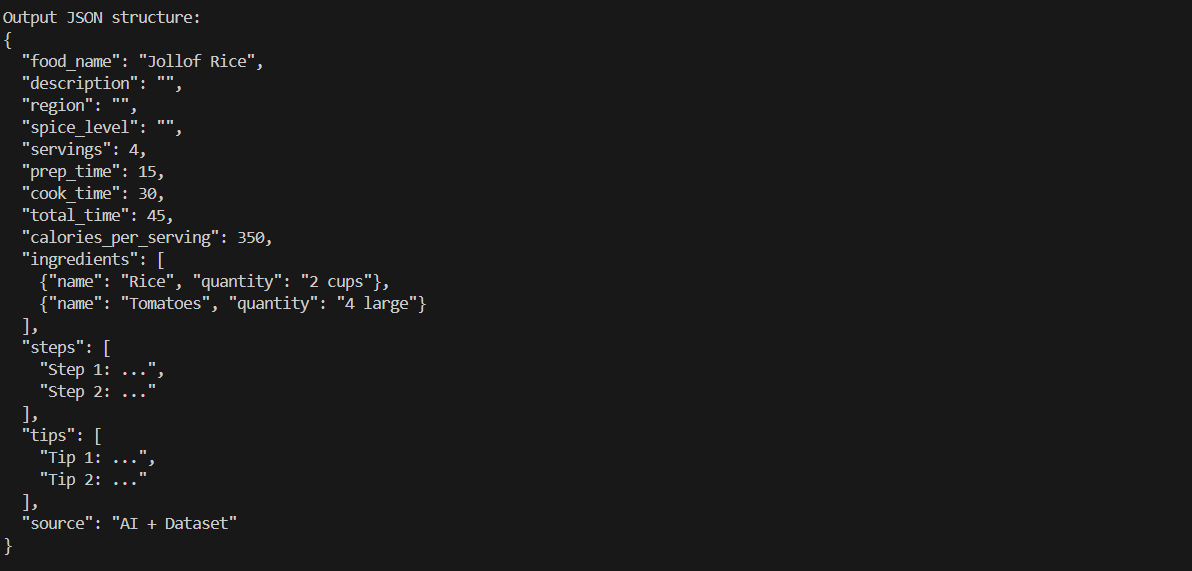 Output JSON structure:
{
  "food_name": "Jollof Rice",
  "description": "",
  "region": "",
  "spice_level": "",
  "servings": 4,
  "prep_time": 15,
  "cook_time": 30,
  "total_time": 45,
  "calories_per_serving": 350,
  "ingredients": [
    {"name": "Rice", "quantity": "2 cups"},
    {"name": "Tomatoes", "quantity": "4 large"}
  ],
  "steps": [
    "Step 1: ...",
    "Step 2: ..."
  ],
  "tips": [
    "Tip 1: ...",
    "Tip 2: ..."
  ],
  "source": "AI + Dataset"
}